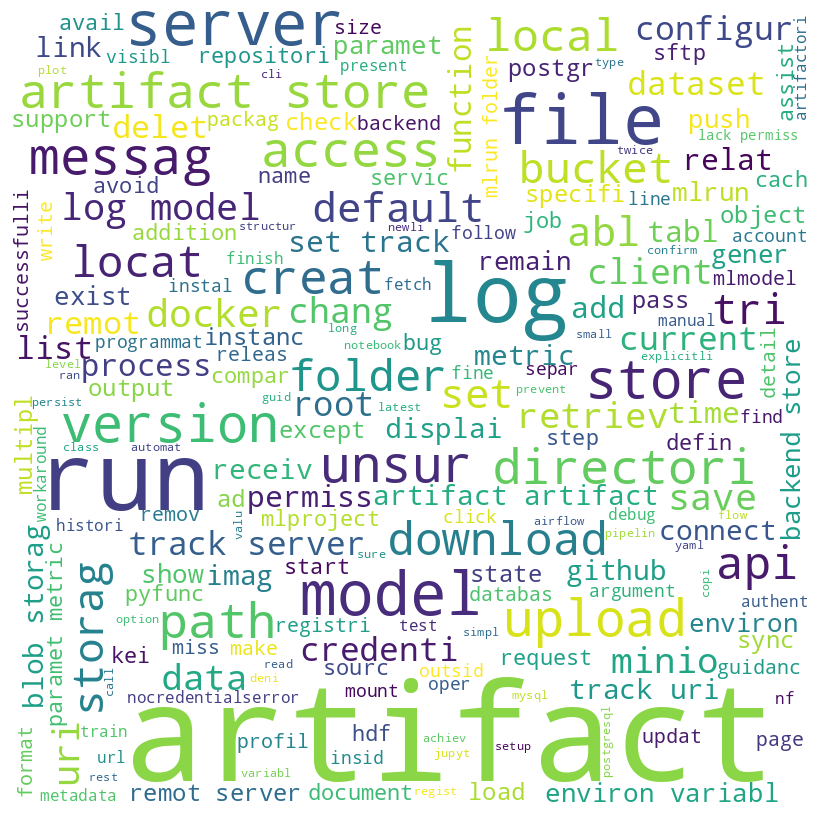 avail
server
size
local
configur
link
visibl
repositori
paramet
present
function
postgr
sftp
type
assist
artifactori
plot
cli
artifact store
mlrun folder
file
dataset
support
delet
packag
check
backend
access
push
lack permiss
messag
avoid
name
servic
twice
bucket
relat
specifi
line
mlrun
cach
log model
default
job
object
successfulli
write
addition
structur
newli
set track
follow
abl
tabl
account
locat
finish
creat
log
remain
confirm
gener
exist
instal
fetch
client
mlmodel
remot
docker
chang
add
pass
tri
list
programmat
instanc
long
bug
metric
small
manual
current
process
releas
notebook
separ
store
explicitli
detail
level
ran
output
compar
guid
folder
fine
prevent
persist
root
latest
set
retriev
time
find
multipl
workaround
version
except
displai
step
defin
backend store
class
automat
run
receiv
unsur
directori
ad
permiss
artifact artifact
save
histori
remov
valu
mlproject
click
airflow
debug
flow
pipelin
connect
track server
sure
download
yaml
blob storag
storag
show
imag
start
model
state
github
api
paramet metric
pyfunc
databas
argument
copi
authent
option
path
registri
test
simpl
upload
environ
miss
make
credenti
sync
call
kei
read
sourc
outsid
request
minio
guidanc
uri
data
deni
nocredentialserror
mount
oper
mysql
track uri
nf
format
train
artifact
url
profil
hdf
achiev
setup
postgresql
updat
page
insid
jupyt
rest
variabl
metadata
remot server
document
regist
load
environ variabl